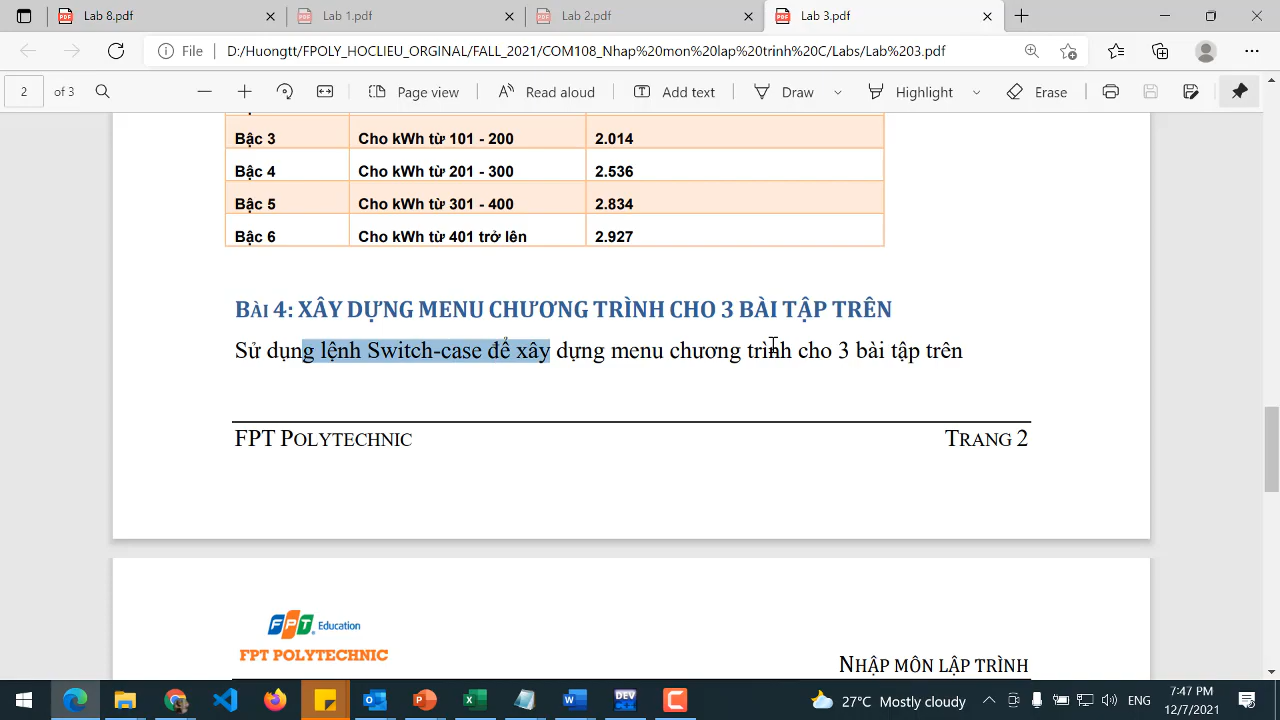 Lab 8.pdf
Lab 1.pdf
Lab 2.pdf
Lab 3.pdf
File
D:/Huongtt/FPOLY_HOCLIEU_ORGINAL/FALL_2021/COM108_Nhap%20mon%20lap%20trinh%20C/Labs/Lab%203.pdf
2 of 3
Page view
Read aloud
Add text
Draw
Highlight
Erase
Bậc 3 Cho kWh từ 101 - 200 2.014
Bậc 4 Cho kWh từ 201 - 300 2.536
Bậc 5 Cho kWh từ 301 - 400 2.834
Bậc 6 Cho kWh từ 401 trở lên 2.927
BÀI 4: XÂY DỰNG MENU CHƯƠNG TRÌNH CHO 3 BÀI TẬP TRÊN
Sử dụng lệnh Switch-case để xây dựng menu chương trình cho 3 bài tập trên
FPT POLYTECHNIC TRANG 2
FPT Education
FPT POLYTECHNIC
NHẬP MÔN LẬP TRÌNH
27°C Mostly cloudy
ENG
7:47 PM
12/7/2021